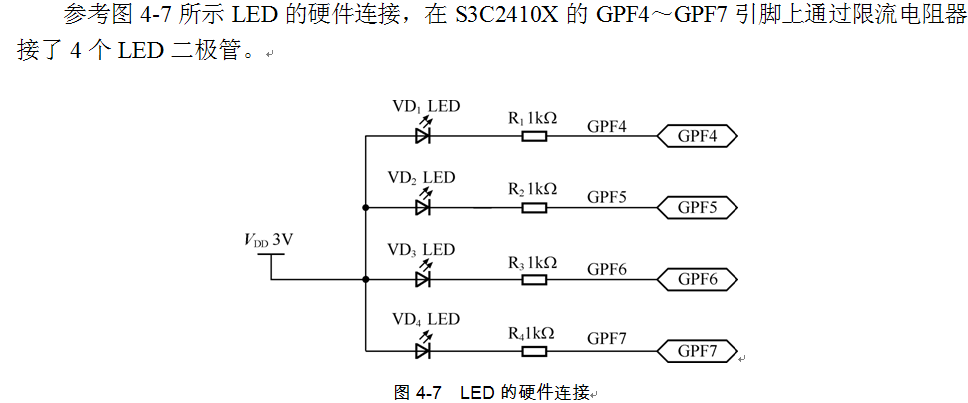 参考图 4-7 所示 LED 的硬件连接，在 S3C2410X 的 GPF4～GPF7 引脚上通过限流电阻器
接了 4 个 LED 二极管。
VD₁ LED
R₁ 1kΩ
GPF4
GPF4
VD₂ LED
R₂ 1kΩ
GPF5
GPF5
V_DD 3V
VD₃ LED
R₃ 1kΩ
GPF6
GPF6
VD₄ LED
R₄1kΩ
GPF7
GPF7
图 4-7 LED 的硬件连接